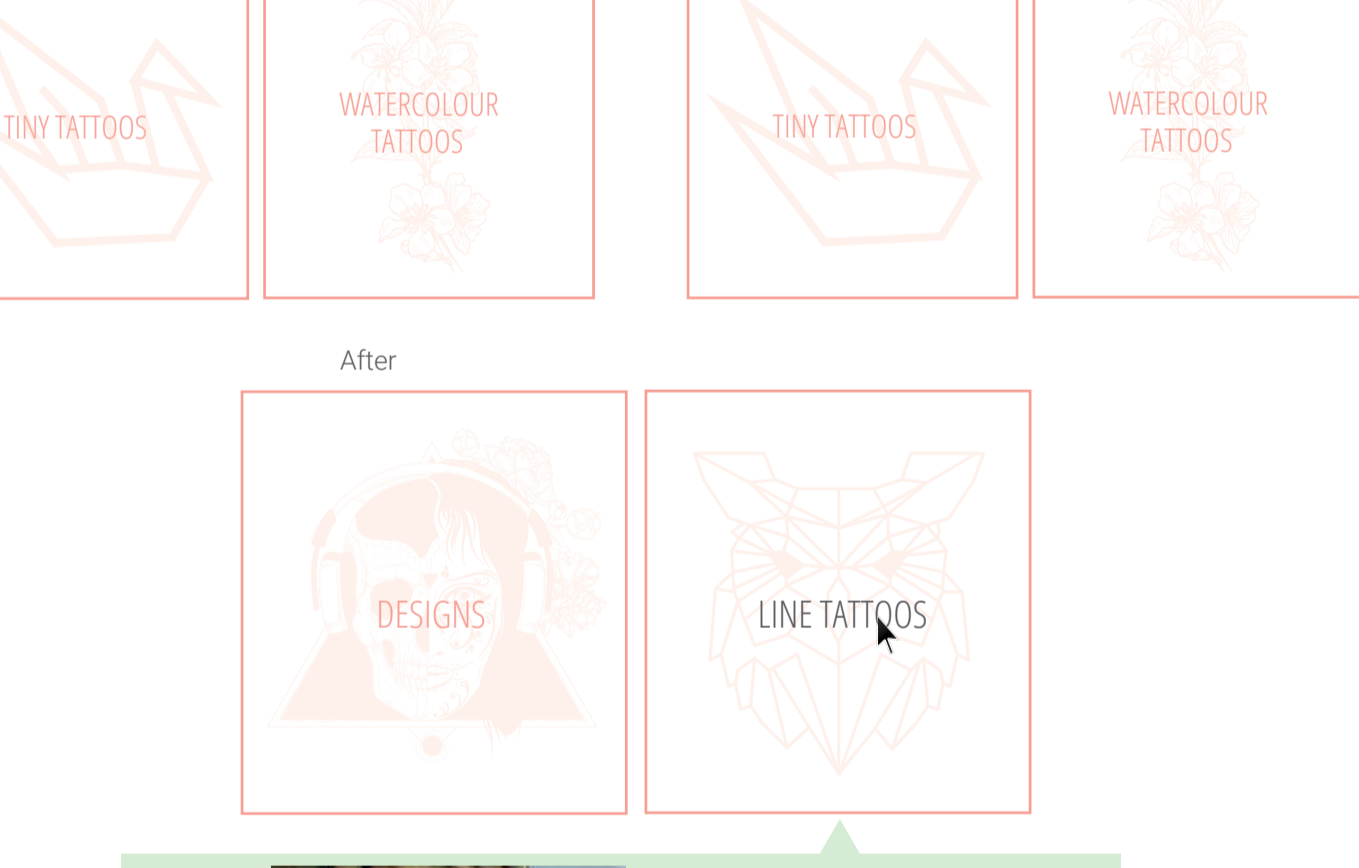 TINY TATTOOS
WATERCOLOUR
TATTOOS
TINY TATTOOS
WATERCOLOUR
TATTOOS
After
DESIGNS
LINE TATTOOS